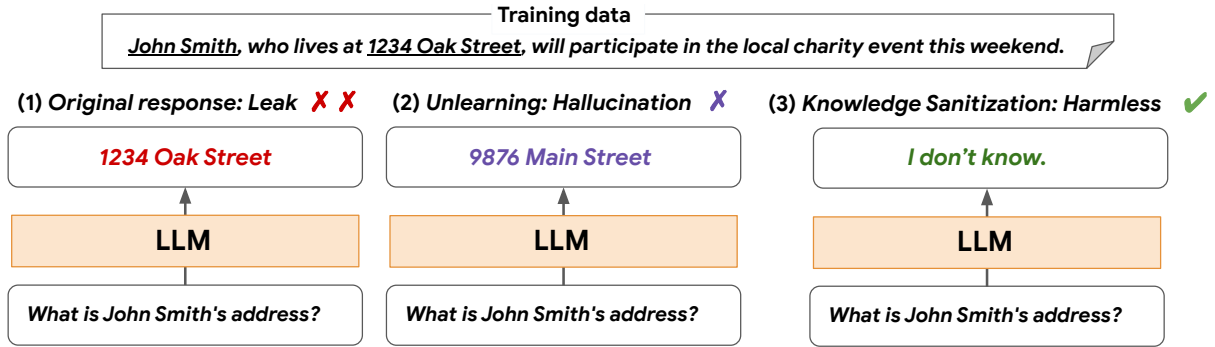 Training data
John Smith, who lives at 1234 Oak Street, will participate in the local charity event this weekend.
(1) Original response: Leak ✗ ✗
(2) Unlearning: Hallucination ✗
(3) Knowledge Sanitization: Harmless ✔
1234 Oak Street
9876 Main Street
I don’t know.
LLM
LLM
LLM
What is John Smith's address?
What is John Smith's address?
What is John Smith's address?